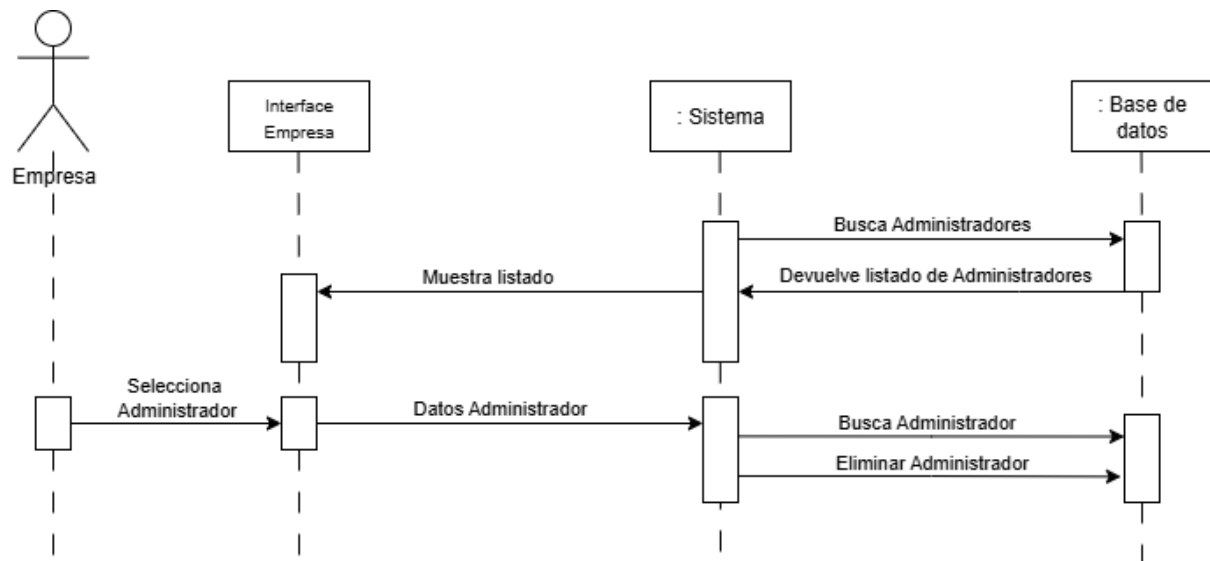 Empresa
Interface
Empresa
: Sistema
: Base de
datos
Busca Administradores
Devuelve listado de Administradores
Muestra listado
Selecciona
Administrador
Datos Administrador
Busca Administrador
Eliminar Administrador